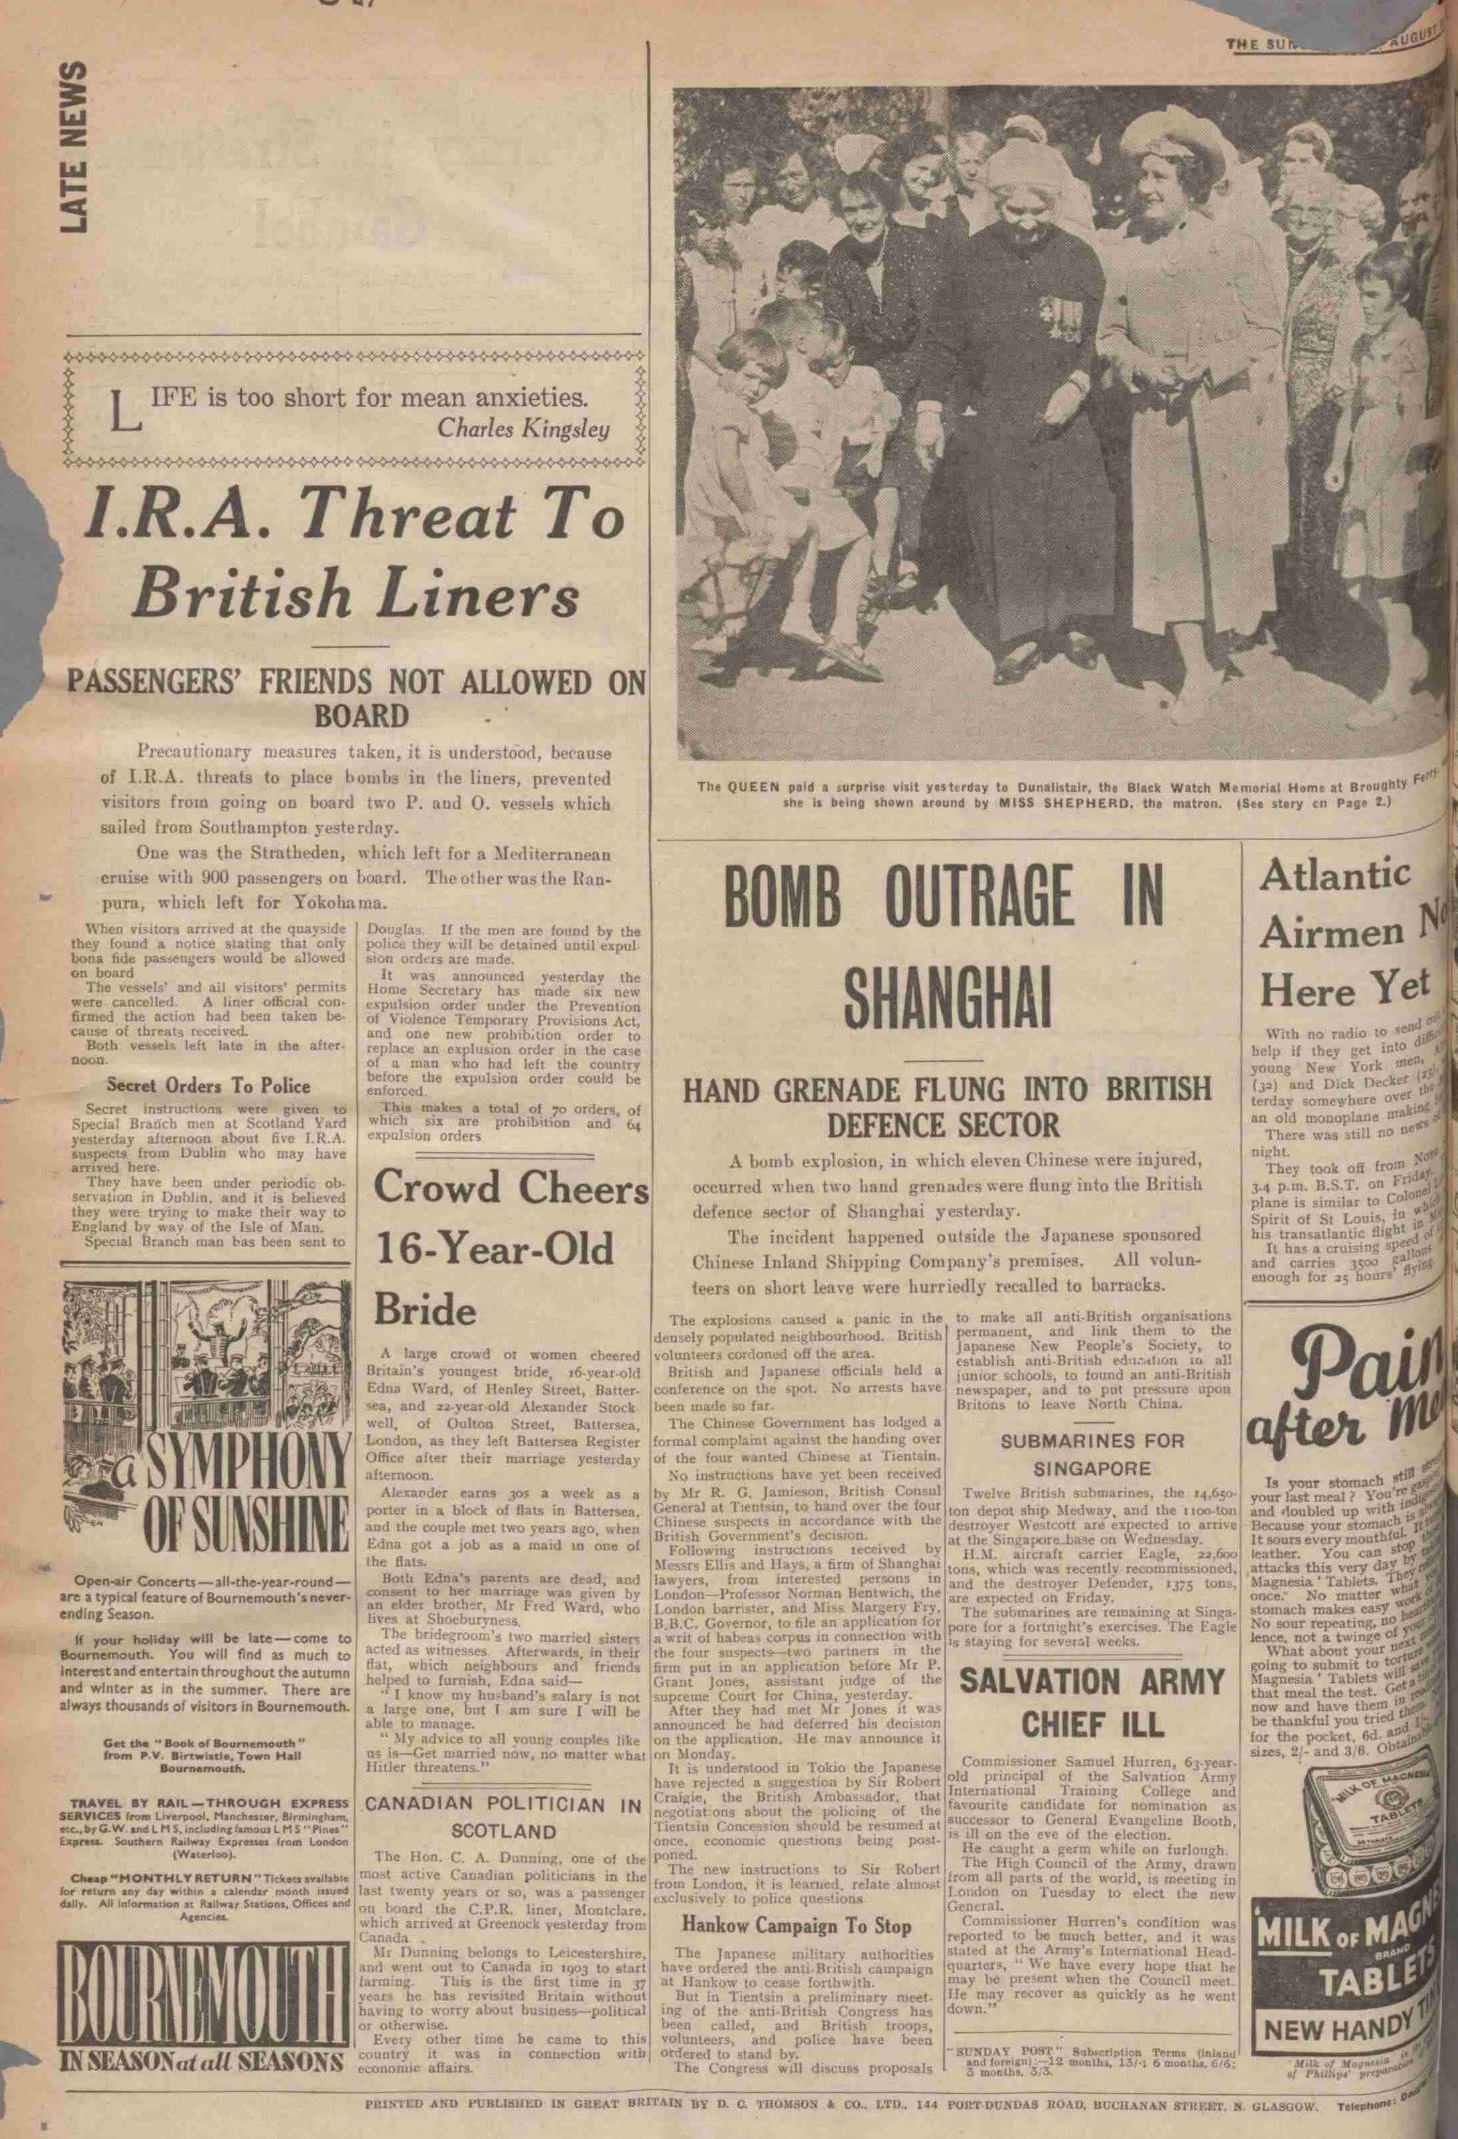 THE SUN
AUGUST
LATE NEWS
LIFE is too short for mean anxieties.
Charles Kingsley
I.R.A. Threat To
British Liners
PASSENGERS' FRIENDS NOT ALLOWED ON
BOARD
Precautionary measures taken, it is understood, because
of I.R.A. threats to place bombs in the liners, prevented
visitors from going on board two P. and O. vessels which
sailed from Southampton yesterday.
One was the Stratheden, which left for a Mediterranean
cruise with 900 passengers on board. The other was the Ran-
pura, which left for Yokohama.
When visitors arrived at the quayside
they found a notice stating that only
bona fide passengers would be allowed
on board
The vessels' and all visitors' permits
were cancelled. A liner official con-
firmed the action had been taken be-
cause of threats received.
Both vessels left late in the after-
noon.
Secret Orders To Police
Secret instructions were given to
Special Branch men at Scotland Yard
yesterday afternoon about five I.R.A.
suspects from Dublin who may have
arrived here.
They have been under periodic ob-
servation in Dublin, and it is believed
they were trying to make their way to
England by way of the Isle of Man.
Special Branch man has been sent to
Douglas. If the men are found by the
police they will be detained until expul-
sion orders are made.
It was announced yesterday the
Home Secretary has made six new
expulsion order under the Prevention
of Violence Temporary Provisions Act,
and one new prohibition order to
replace an explusion order in the case
of a man who had left the country
before the expulsion order could be
enforced.
This makes a total of 70 orders, of
which six are prohibition and 64
expulsion orders
a SYMPHONY
OF SUNSHINE
Open-air Concerts—all-the-year-round—
are a typical feature of Bournemouth's never-
ending Season.
If your holiday will be late—come to
Bournemouth. You will find as much to
interest and entertain throughout the autumn
and winter as in the summer. There are
always thousands of visitors in Bournemouth.
Get the "Book of Bournemouth"
from P.V. Birtwistle, Town Hall
Bournemouth.
TRAVEL BY RAIL—THROUGH EXPRESS
SERVICES from Liverpool, Manchester, Birmingham,
etc., by G.W. and L M S, including famous L M S "Pines"
Express. Southern Railway Expresses from London
(Waterloo).
Cheap "MONTHLY RETURN" Tickets available
for return any day within a calendar month issued
daily. All information at Railway Stations, Offices and
Agencies.
BOURNEMOUTH
IN SEASON at all SEASONS
Crowd Cheers
16-Year-Old
Bride
A large crowd of women cheered
Britain's youngest bride, 16-year-old
Edna Ward, of Henley Street, Batter-
sea, and 22-year-old Alexander Stock
well, of Oulton Street, Battersea,
London, as they left Battersea Register
Office after their marriage yesterday
afternoon.
Alexander earns 30s a week as a
porter in a block of flats in Battersea,
and the couple met two years ago, when
Edna got a job as a maid in one of
the flats.
Both Edna's parents are dead, and
consent to her marriage was given by
an elder brother, Mr Fred Ward, who
lives at Shoeburyness.
The bridegroom's two married sisters
acted as witnesses. Afterwards, in their
flat, which neighbours and friends
helped to furnish, Edna said—
"I know my husband's salary is not
a large one, but I am sure I will be
able to manage.
"My advice to all young couples like
us is—Get married now, no matter what
Hitler threatens."
CANADIAN POLITICIAN IN
SCOTLAND
The Hon. C. A. Dunning, one of the
most active Canadian politicians in the
last twenty years or so, was a passenger
on board the C.P.R. liner, Montclare,
which arrived at Greenock yesterday from
Canada.
Mr Dunning belongs to Leicestershire,
and went out to Canada in 1903 to start
farming. This is the first time in 37
years he has revisited Britain without
having to worry about business—political
or otherwise.
Every other time he came to this
country it was in connection with
economic affairs.
The QUEEN paid a surprise visit yesterday to Dunalistair, the Black Watch Memorial Home at Broughty Ferry
she is being shown around by MISS SHEPHERD, the matron. (See story on Page 2.)
BOMB OUTRAGE IN
SHANGHAI
HAND GRENADE FLUNG INTO BRITISH
DEFENCE SECTOR
A bomb explosion, in which eleven Chinese were injured,
occurred when two hand grenades were flung into the British
defence sector of Shanghai yesterday.
The incident happened outside the Japanese sponsored
Chinese Inland Shipping Company's premises. All volun-
teers on short leave were hurriedly recalled to barracks.
The explosions caused a panic in the
densely populated neighbourhood. British
volunteers cordoned off the area.
British and Japanese officials held a
conference on the spot. No arrests have
been made so far.
The Chinese Government has lodged a
formal complaint against the handing over
of the four wanted Chinese at Tientsin.
No instructions have yet been received
by Mr R. G. Jamieson, British Consul
General at Tientsin, to hand over the four
Chinese suspects in accordance with the
British Government's decision.
Following instructions received by
Messrs Ellis and Hays, a firm of Shanghai
lawyers, from interested persons in
London—Professor Norman Bentwich, the
London barrister, and Miss Margery Fry,
B.B.C. Governor, to file an application for
a writ of habeas corpus in connection with
the four suspects—two partners in the
firm put in an application before Mr P.
Grant Jones, assistant judge of the
supreme Court for China, yesterday.
After they had met Mr Jones it was
announced he had deferred his decision
on the application. He may announce it
on Monday.
It is understood in Tokio the Japanese
have rejected a suggestion by Sir Robert
Craigie, the British Ambassador, that
negotiations about the policing of the
Tientsin Concession should be resumed at
once, economic questions being post-
poned.
The new instructions to Sir Robert
from London, it is learned, relate almost
exclusively to police questions
Hankow Campaign To Stop
The Japanese military authorities
have ordered the anti-British campaign
at Hankow to cease forthwith.
But in Tientsin a preliminary meet-
ing of the anti-British Congress has
been called, and British troops,
volunteers, and police have been
ordered to stand by.
The Congress will discuss proposals
to make all anti-British organisations
permanent, and link them to the
Japanese New People's Society, to
establish anti-British education in all
junior schools, to found an anti-British
newspaper, and to put pressure upon
Britons to leave North China.
SUBMARINES FOR
SINGAPORE
Twelve British submarines, the 14,650-
ton depot ship Medway, and the 1100-ton
destroyer Westcott are expected to arrive
at the Singapore base on Wednesday.
H.M. aircraft carrier Eagle, 22,600
tons, which was recently recommissioned,
and the destroyer Defender, 1375 tons,
are expected on Friday.
The submarines are remaining at Singa-
pore for a fortnight's exercises. The Eagle
is staying for several weeks.
SALVATION ARMY
CHIEF ILL
Commissioner Samuel Hurren, 63-year-
old principal of the Salvation Army
International Training College and
favourite candidate for nomination as
successor to General Evangeline Booth,
is ill on the eve of the election.
He caught a germ while on furlough.
The High Council of the Army, drawn
from all parts of the world, is meeting in
London on Tuesday to elect the new
General.
Commissioner Hurren's condition was
reported to be much better, and it was
stated at the Army's International Head-
quarters, "We have every hope that he
may be present when the Council meet.
He may recover as quickly as he went
down."
"SUNDAY POST" Subscription Terms (inland
and foreign):—12 months, 13/-; 6 months, 6/6;
3 months, 3/3.
Atlantic
Airmen
Here Yet
With no radio to send out
help if they get into
young New York men,
(32) and Dick Decker (23),
terday somewhere over the
an old monoplane making
There was still no news
night.
They took off from
3.4 p.m. B.S.T. on Friday.
plane is similar to Colonel
Spirit of St Louis, in which
his transatlantic flight in
It has a cruising speed of
and carries 3500 gallons
enough for 25 hours' flying
Pain
after
Is your stomach still
your last meal? You're
and doubled up with
Because your stomach is
It sours every mouthful.
leather. You can stop
attacks this very day by
Magnesia' Tablets. They
once." No matter what
stomach makes easy work
No sour repeating, no
lence, not a twinge of your
What about your next
going to submit to torture
Magnesia' Tablets will
that meal the test. Get a
now and have them in
be thankful you tried them
for the pocket, 6d. and 1/-
sizes, 2/- and 3/6.
MILK OF MAGNESIA
TABLETS
'MILK OF
BRAND
NEW HANDY
'Milk of Magnesia'
of Phillips' preparation
PRINTED AND PUBLISHED IN GREAT BRITAIN BY D. C. THOMSON & CO., LTD., 144 PORT-DUNDAS ROAD, BUCHANAN STREET, N. GLASGOW. Telephone: